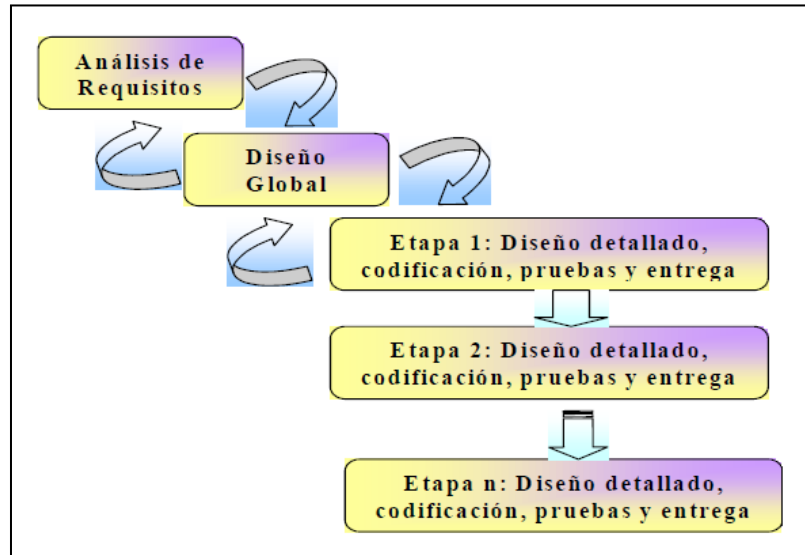 Análisis de
Requisitos
Diseño
Global
Etapa 1: Diseño detallado,
codificación, pruebas y entrega
Etapa 2: Diseño detallado,
codificación, pruebas y entrega
Etapa n: Diseño detallado,
codificación, pruebas y entrega